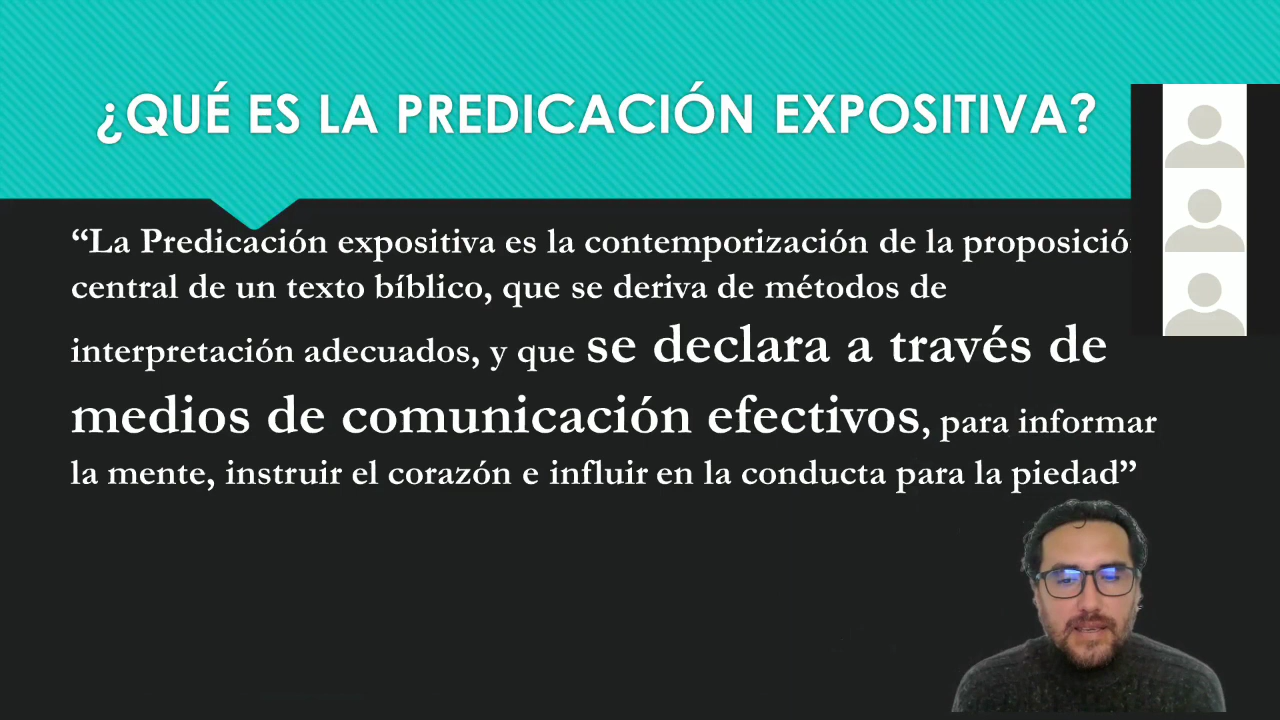 ¿QUÉ ES LA PREDICACIÓN EXPOSITIVA?
“La Predicación expositiva es la contemporización de la proposició
central de un texto bíblico, que se deriva de métodos de
interpretación adecuados, y que se declara a través de
medios de comunicación efectivos, para informar
la mente, instruir el corazón e influir en la conducta para la piedad”